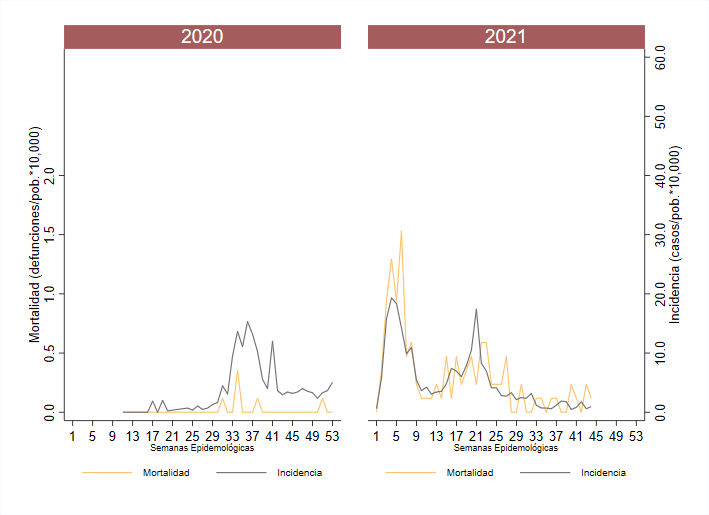 2020
2021
Mortalidad (defunciones/pob.*10,000)
0.0 0.5 1.0 1.5 2.0
1 5 9 13 17 21 25 29 33 37 41 45 49 53
Semanas Epidemológicas
Mortalidad Incidencia
1 5 9 13 17 21 25 29 33 37 41 45 49 53
Semanas Epidemológicas
Mortalidad Incidencia
0.0 10.0 20.0 30.0 40.0 50.0 60.0
Incidencia (casos/pob.*10,000)